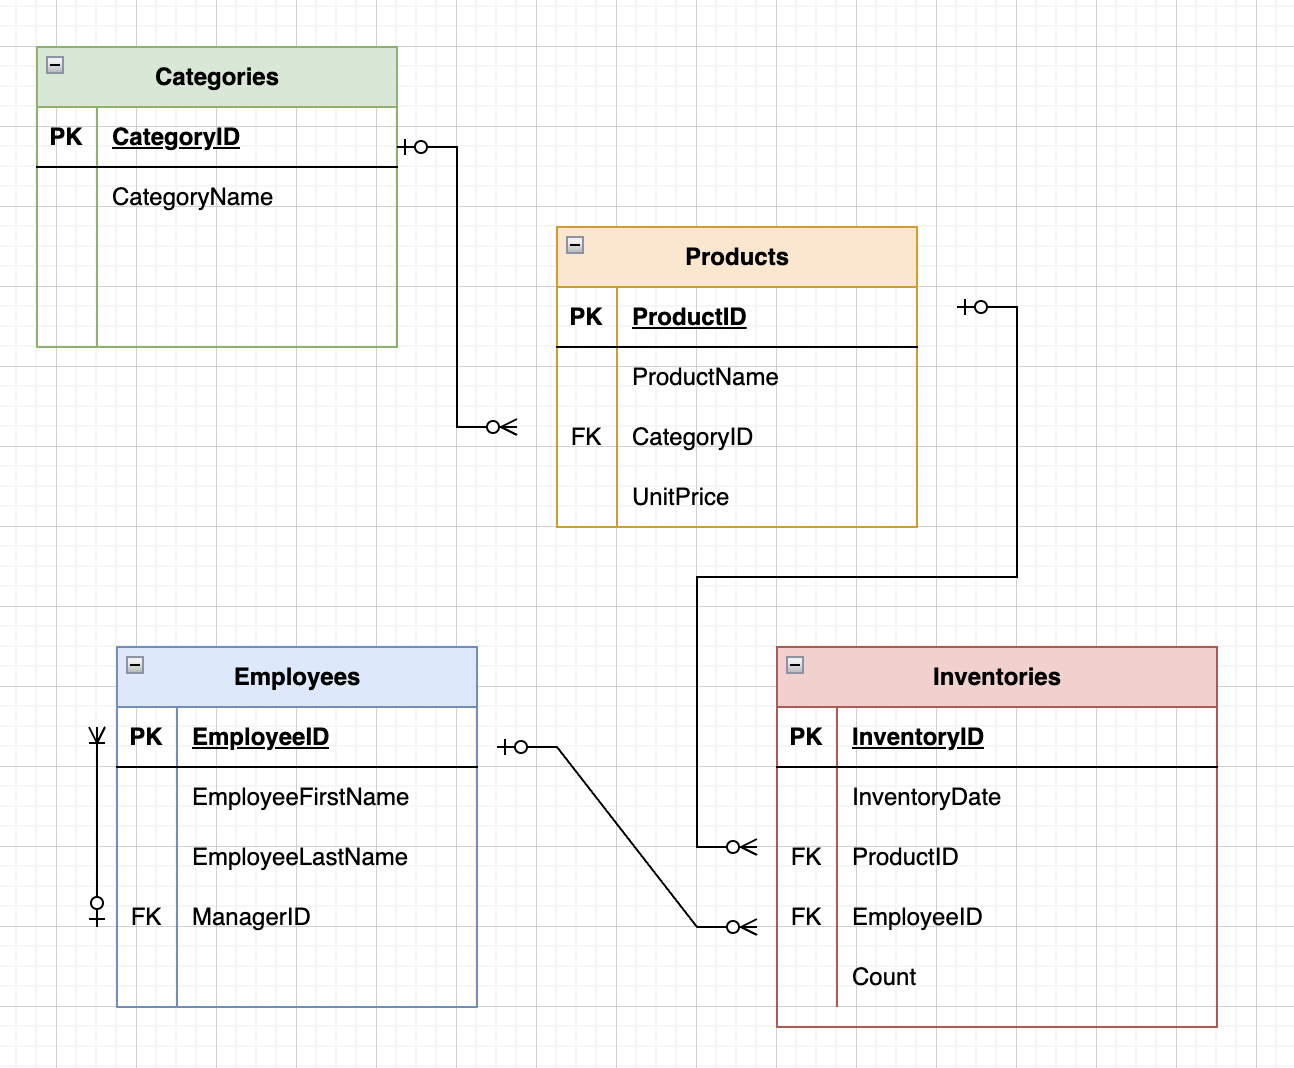 Categories
PK CategoryID
CategoryName
Products
PK ProductID
ProductName
FK CategoryID
UnitPrice
Employees
PK EmployeeID
EmployeeFirstName
EmployeeLastName
FK ManagerID
Inventories
PK InventoryID
InventoryDate
FK ProductID
FK EmployeeID
Count